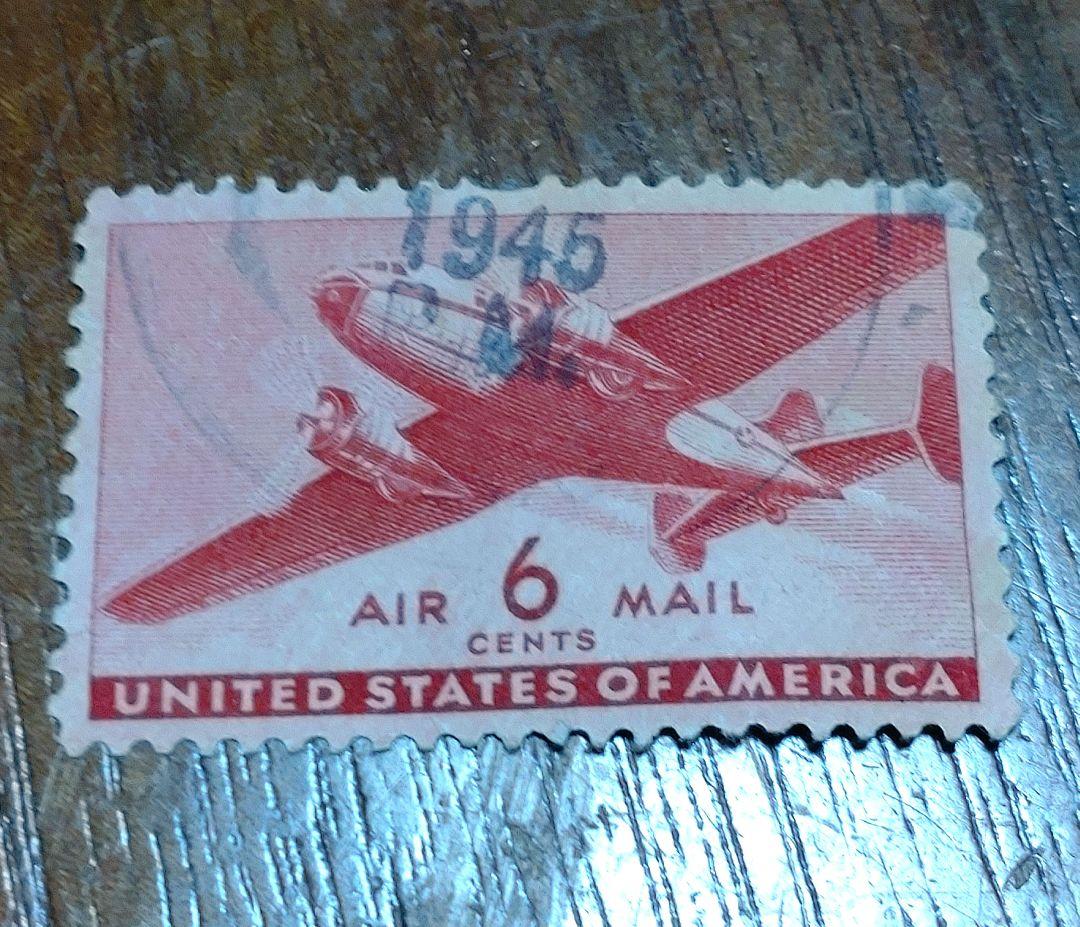 1945
AIR 6 MAIL
CENTS
UNITED STATES OF AMERICA